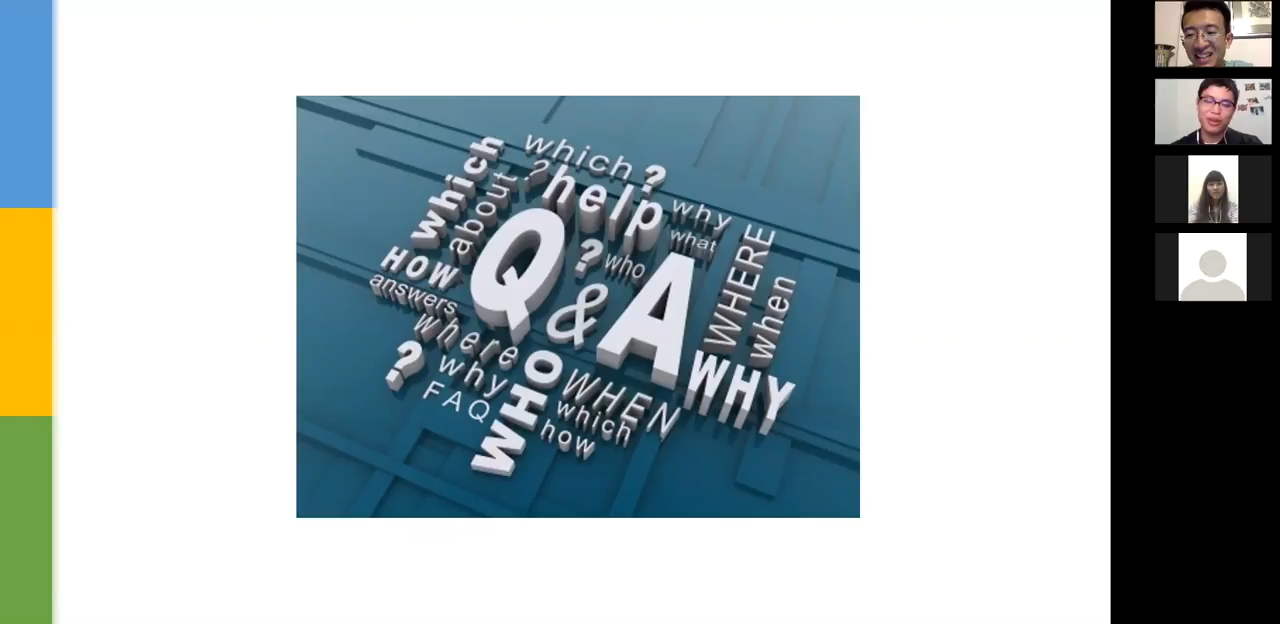 which?
which
about
?
help
why
what
HOW
Q & A
?
who
WHERE
when
answers
where
?
why
FAQ
WHO
WHEN
which
how
WHY